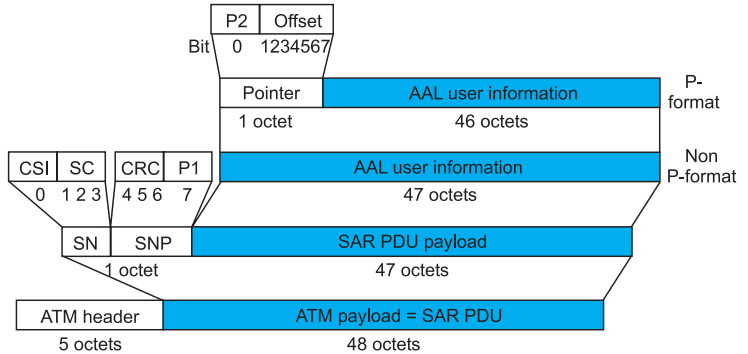 P2 Offset
Bit 0 1234567
Pointer AAL user information P-format
1 octet 46 octets
CSI SC CRC P1 AAL user information Non P-format
0 1 2 3 4 5 6 7 47 octets
SN SNP SAR PDU payload
1 octet 47 octets
ATM header ATM payload = SAR PDU
5 octets 48 octets